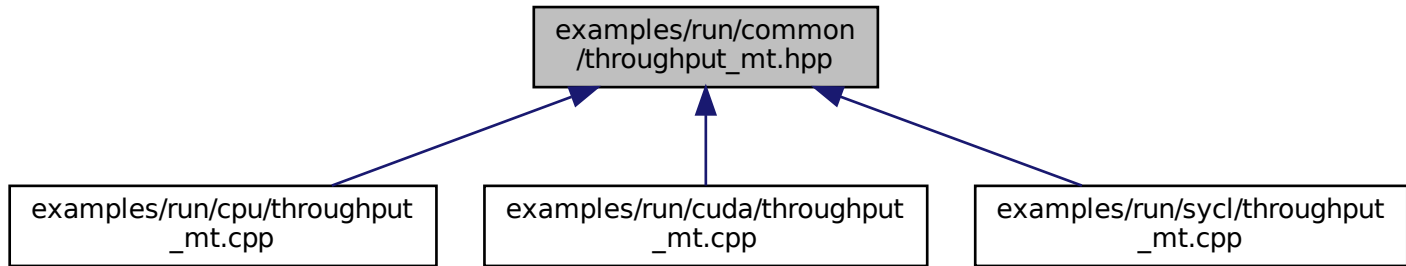 examples/run/common
/throughput_mt.hpp
examples/run/cpu/throughput
_mt.cpp
examples/run/cuda/throughput
_mt.cpp
examples/run/sycl/throughput
_mt.cpp